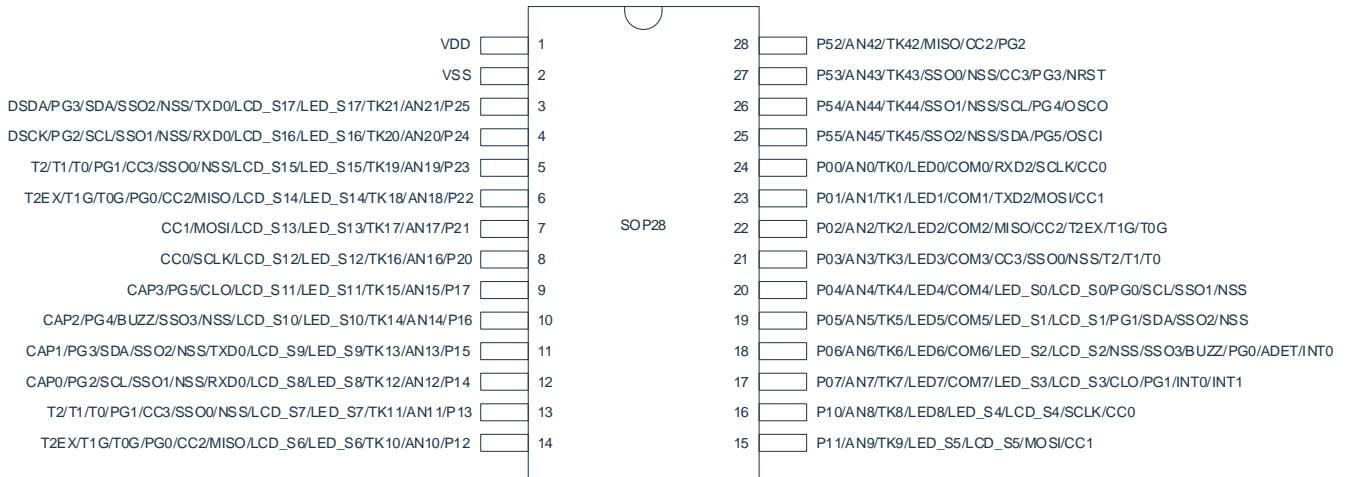 VDD 1 28 P52/AN42/TK42/MISO/CC2/PG2
VSS 2 27 P53/AN43/TK43/SSO0/NSS/CC3/PG3/NRST
DSDA/PG3/SDA/SSO2/NSS/TXD0/LCD_S17/LED_S17/TK21/AN21/P25 3 26 P54/AN44/TK44/SSO1/NSS/SCL/PG4/OSCO
DSCK/PG2/SCL/SSO1/NSS/RXD0/LCD_S16/LED_S16/TK20/AN20/P24 4 25 P55/AN45/TK45/SSO2/NSS/SDA/PG5/OSCI
T2/T1/T0/PG1/CC3/SSO0/NSS/LCD_S15/LED_S15/TK19/AN19/P23 5 24 P00/AN0/TK0/LED0/COM0/RXD2/SCLK/CC0
T2EX/T1G/T0G/PG0/CC2/MISO/LCD_S14/LED_S14/TK18/AN18/P22 6 23 P01/AN1/TK1/LED1/COM1/TXD2/MOSI/CC1
CC1/MOSI/LCD_S13/LED_S13/TK17/AN17/P21 7 SOP28 22 P02/AN2/TK2/LED2/COM2/MISO/CC2/T2EX/T1G/T0G
CC0/SCLK/LCD_S12/LED_S12/TK16/AN16/P20 8 21 P03/AN3/TK3/LED3/COM3/CC3/SSO0/NSS/T2/T1/T0
CAP3/PG5/CLO/LCD_S11/LED_S11/TK15/AN15/P17 9 20 P04/AN4/TK4/LED4/COM4/LED_S0/LCD_S0/PG0/SCL/SSO1/NSS
CAP2/PG4/BUZZ/SSO3/NSS/LCD_S10/LED_S10/TK14/AN14/P16 10 19 P05/AN5/TK5/LED5/COM5/LED_S1/LCD_S1/PG1/SDA/SSO2/NSS
CAP1/PG3/SDA/SSO2/NSS/TXD0/LCD_S9/LED_S9/TK13/AN13/P15 11 18 P06/AN6/TK6/LED6/COM6/LED_S2/LCD_S2/NSS/SSO3/BUZZ/PG0/ADET/INT0
CAP0/PG2/SCL/SSO1/NSS/RXD0/LCD_S8/LED_S8/TK12/AN12/P14 12 17 P07/AN7/TK7/LED7/COM7/LED_S3/LCD_S3/CLO/PG1/INT0/INT1
T2/T1/T0/PG1/CC3/SSO0/NSS/LCD_S7/LED_S7/TK11/AN11/P13 13 16 P10/AN8/TK8/LED8/LED_S4/LCD_S4/SCLK/CC0
T2EX/T1G/T0G/PG0/CC2/MISO/LCD_S6/LED_S6/TK10/AN10/P12 14 15 P11/AN9/TK9/LED_S5/LCD_S5/MOSI/CC1